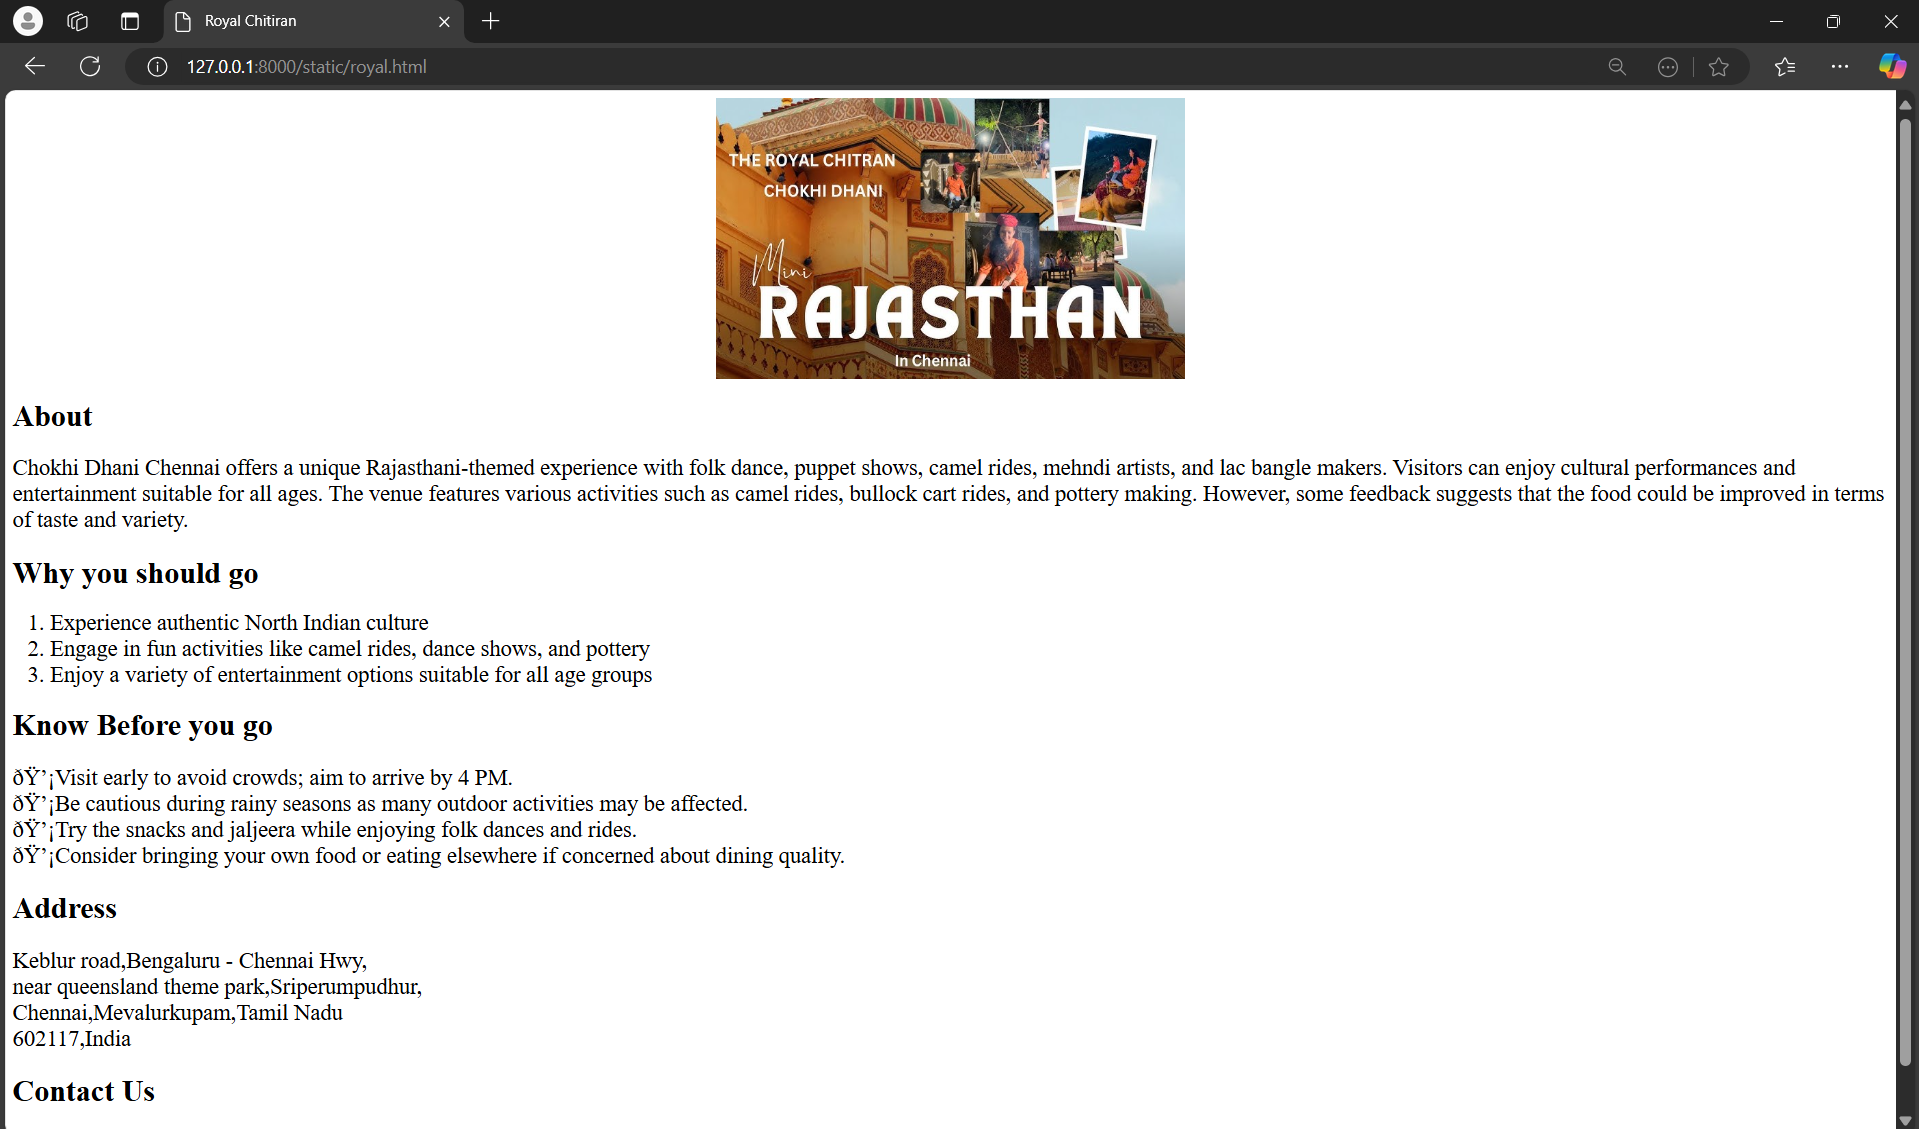 Royal Chitiran
127.0.0.1:8000/static/royal.html
THE ROYAL CHITRAN
CHOKHI DHANI
Mini
RAJASTHAN
In Chennai
About
Chokhi Dhani Chennai offers a unique Rajasthani-themed experience with folk dance, puppet shows, camel rides, mehndi artists, and lac bangle makers. Visitors can enjoy cultural performances and
entertainment suitable for all ages. The venue features various activities such as camel rides, bullock cart rides, and pottery making. However, some feedback suggests that the food could be improved in terms
of taste and variety.
Why you should go
1. Experience authentic North Indian culture
2. Engage in fun activities like camel rides, dance shows, and pottery
3. Enjoy a variety of entertainment options suitable for all age groups
Know Before you go
ðŸ’¡Visit early to avoid crowds; aim to arrive by 4 PM.
ðŸ’¡Be cautious during rainy seasons as many outdoor activities may be affected.
ðŸ’¡Try the snacks and jaljeera while enjoying folk dances and rides.
ðŸ’¡Consider bringing your own food or eating elsewhere if concerned about dining quality.
Address
Keblur road,Bengaluru - Chennai Hwy,
near queensland theme park,Sriperumpudhur,
Chennai,Mevalurkupam,Tamil Nadu
602117,India
Contact Us